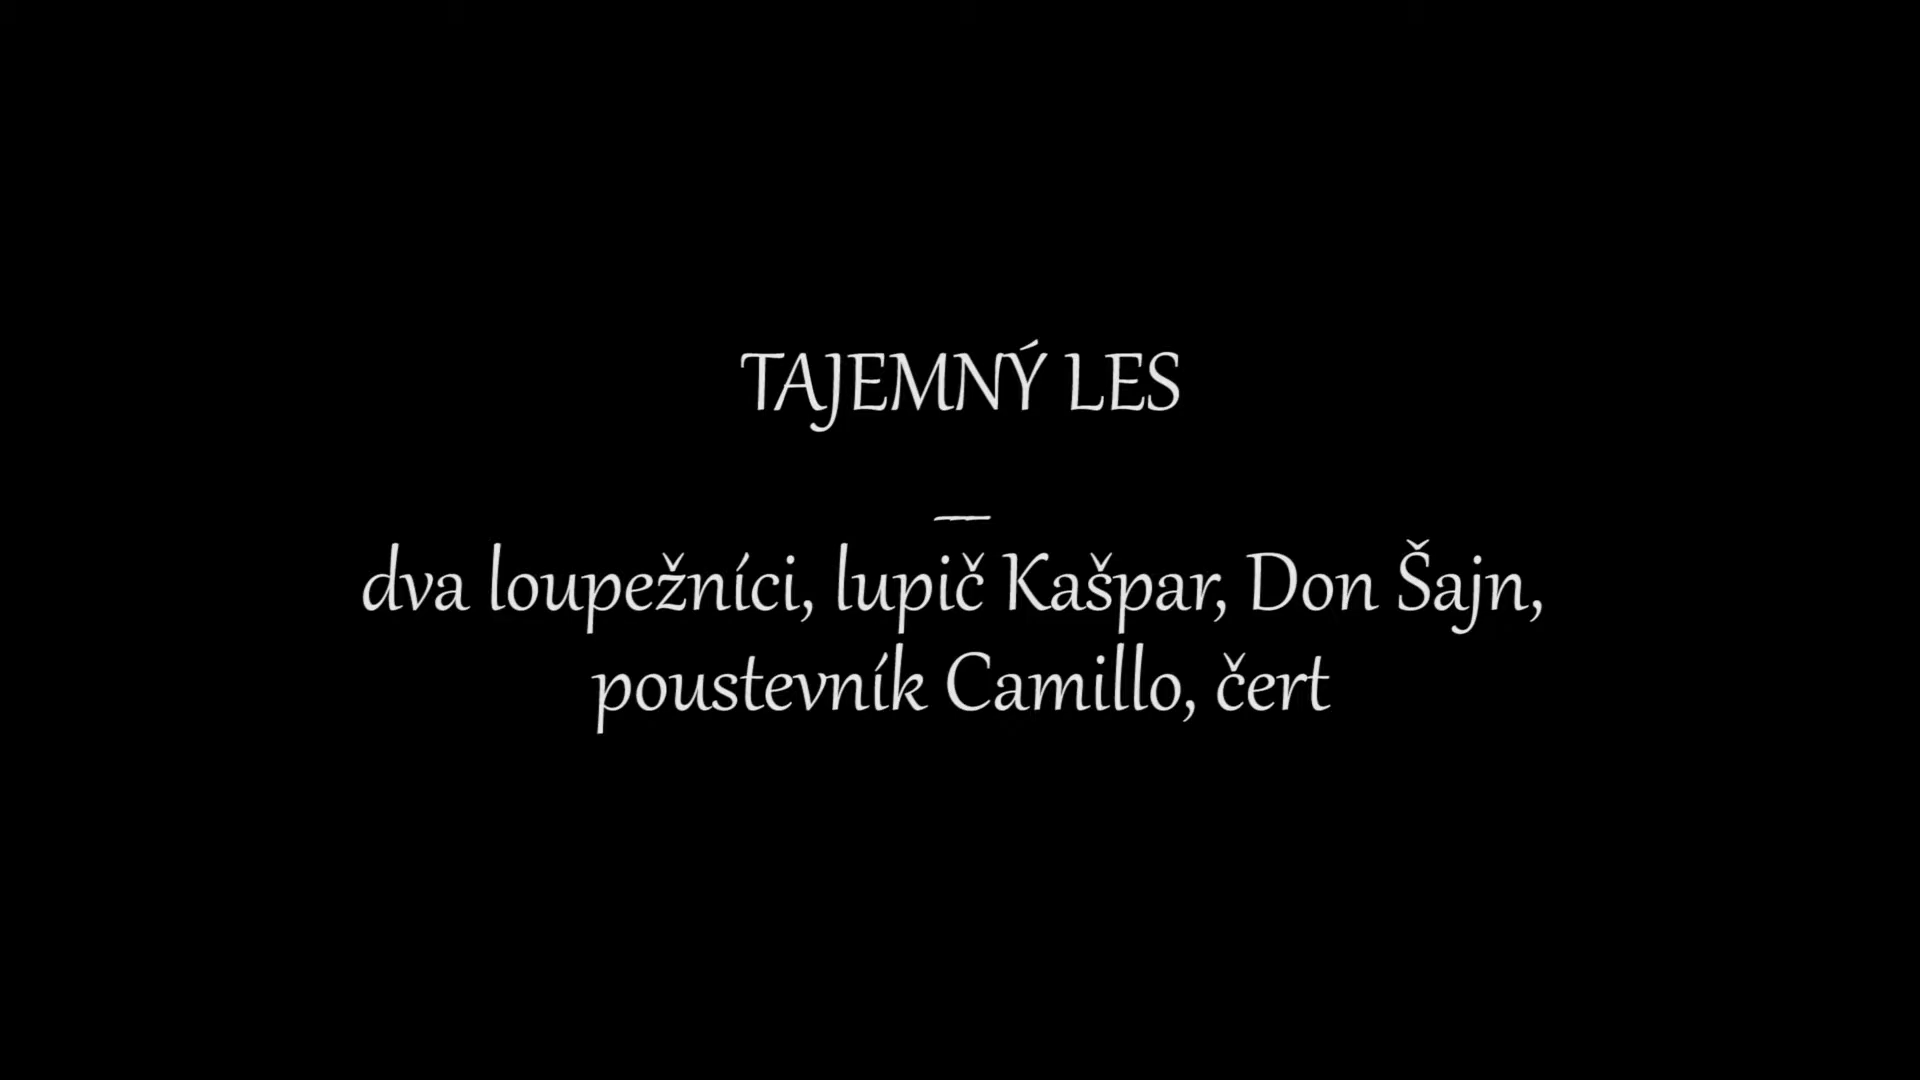 TAJEMNÝ LES
—
dva loupežníci, lupič Kašpar, Don Šajn,
poustevník Camillo, čert